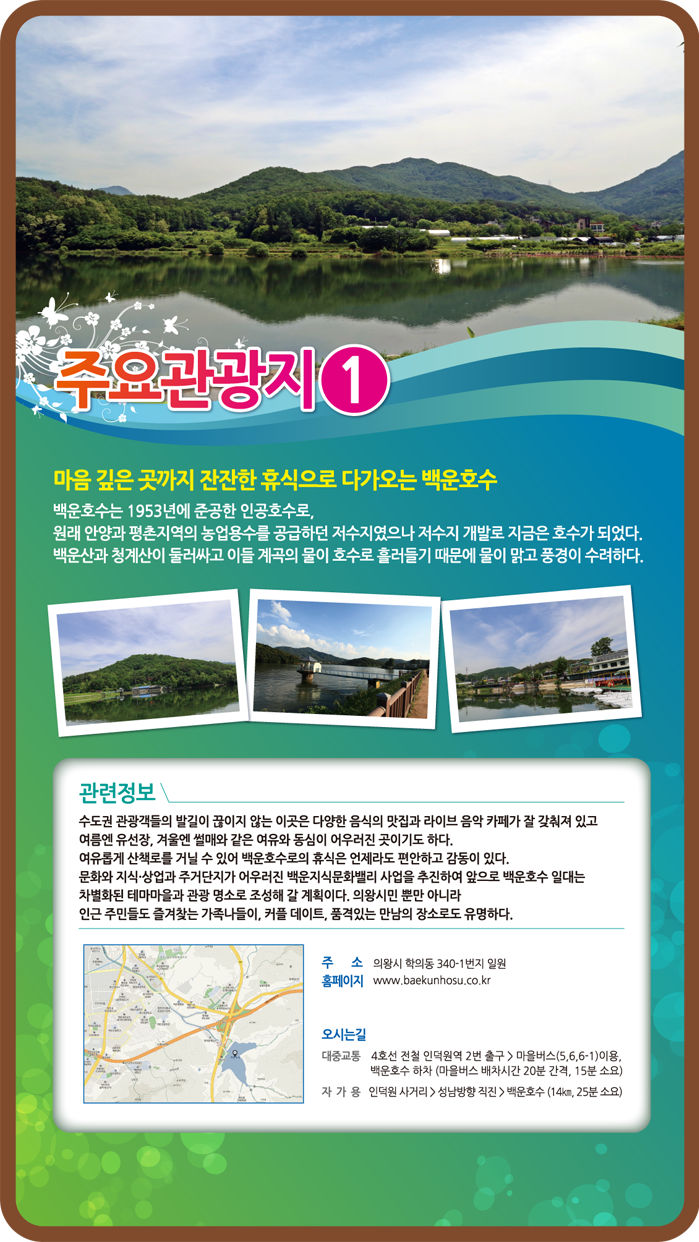 주요관광지 1
마음 깊은 곳까지 잔잔한 휴식으로 다가오는 백운호수
백운호수는 1953년에 준공한 인공호수로,
원래 안양과 평촌지역의 농업용수를 공급하던 저수지였으나 저수지 개발로 지금은 호수가 되었다.
백운산과 청계산이 둘러싸고 이들 계곡의 물이 호수로 흘러들기 때문에 물이 맑고 풍경이 수려하다.
관련정보
수도권 관광객들의 발길이 끊이지 않는 이곳은 다양한 음식의 맛집과 라이브 음악 카페가 잘 갖춰져 있고
여름엔 유선장, 겨울엔 썰매와 같은 여유와 동심이 어우러진 곳이기도 하다.
여유롭게 산책로를 거닐 수 있어 백운호수로의 휴식은 언제라도 편안하고 감동이 있다.
문화와 지식·상업과 주거단지가 어우러진 백운지식문화밸리 사업을 추진하여 앞으로 백운호수 일대는
차별화된 테마마을과 관광 명소로 조성해 갈 계획이다. 의왕시민 뿐만 아니라
인근 주민들도 즐겨찾는 가족나들이, 커플 데이트, 품격있는 만남의 장소로도 유명하다.
주 소 의왕시 학의동 340-1번지 일원
홈페이지 www.baekunhosu.co.kr
오시는길
대중교통 4호선 전철 인덕원역 2번 출구 > 마을버스(5,6,6-1)이용,
백운호수 하차 (마을버스 배차시간 20분 간격, 15분 소요)
자 가 용 인덕원 사거리 > 성남방향 직진 > 백운호수 (14㎞, 25분 소요)